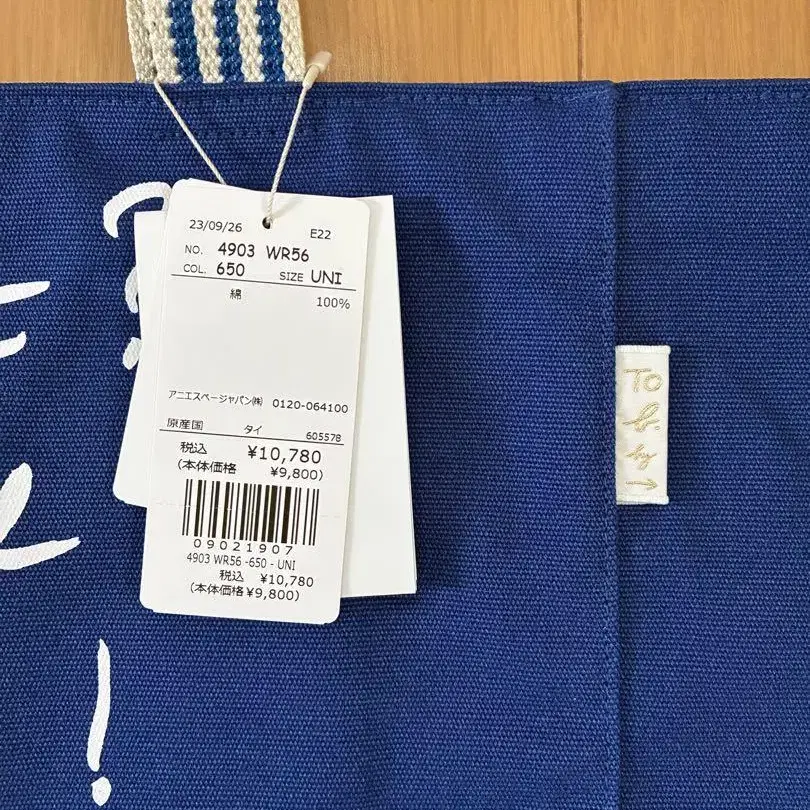 23/09/26 E22
NO. 4903 WR56
COL. 650 SIZE UNI
綿 100%
アニエスベージャパン㈱ 0120-064100
原産国 タイ 605578
税込 ¥10,780
(本体価格 ¥9,800)
09021907
4903 WR56 -650 - UNI
税込 ¥10,780
(本体価格¥9,800)
TO
b.
by
!